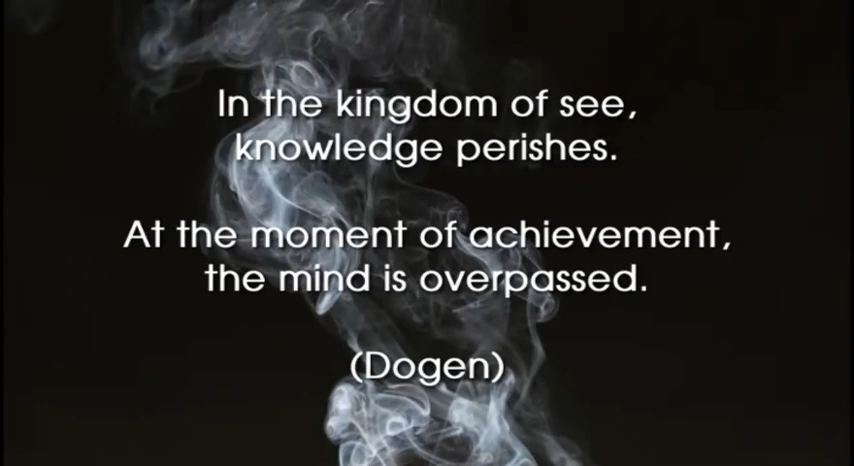 In the kingdom of see,
knowledge perishes.
At the moment of achievement,
the mind is overpassed.
(Dogen)